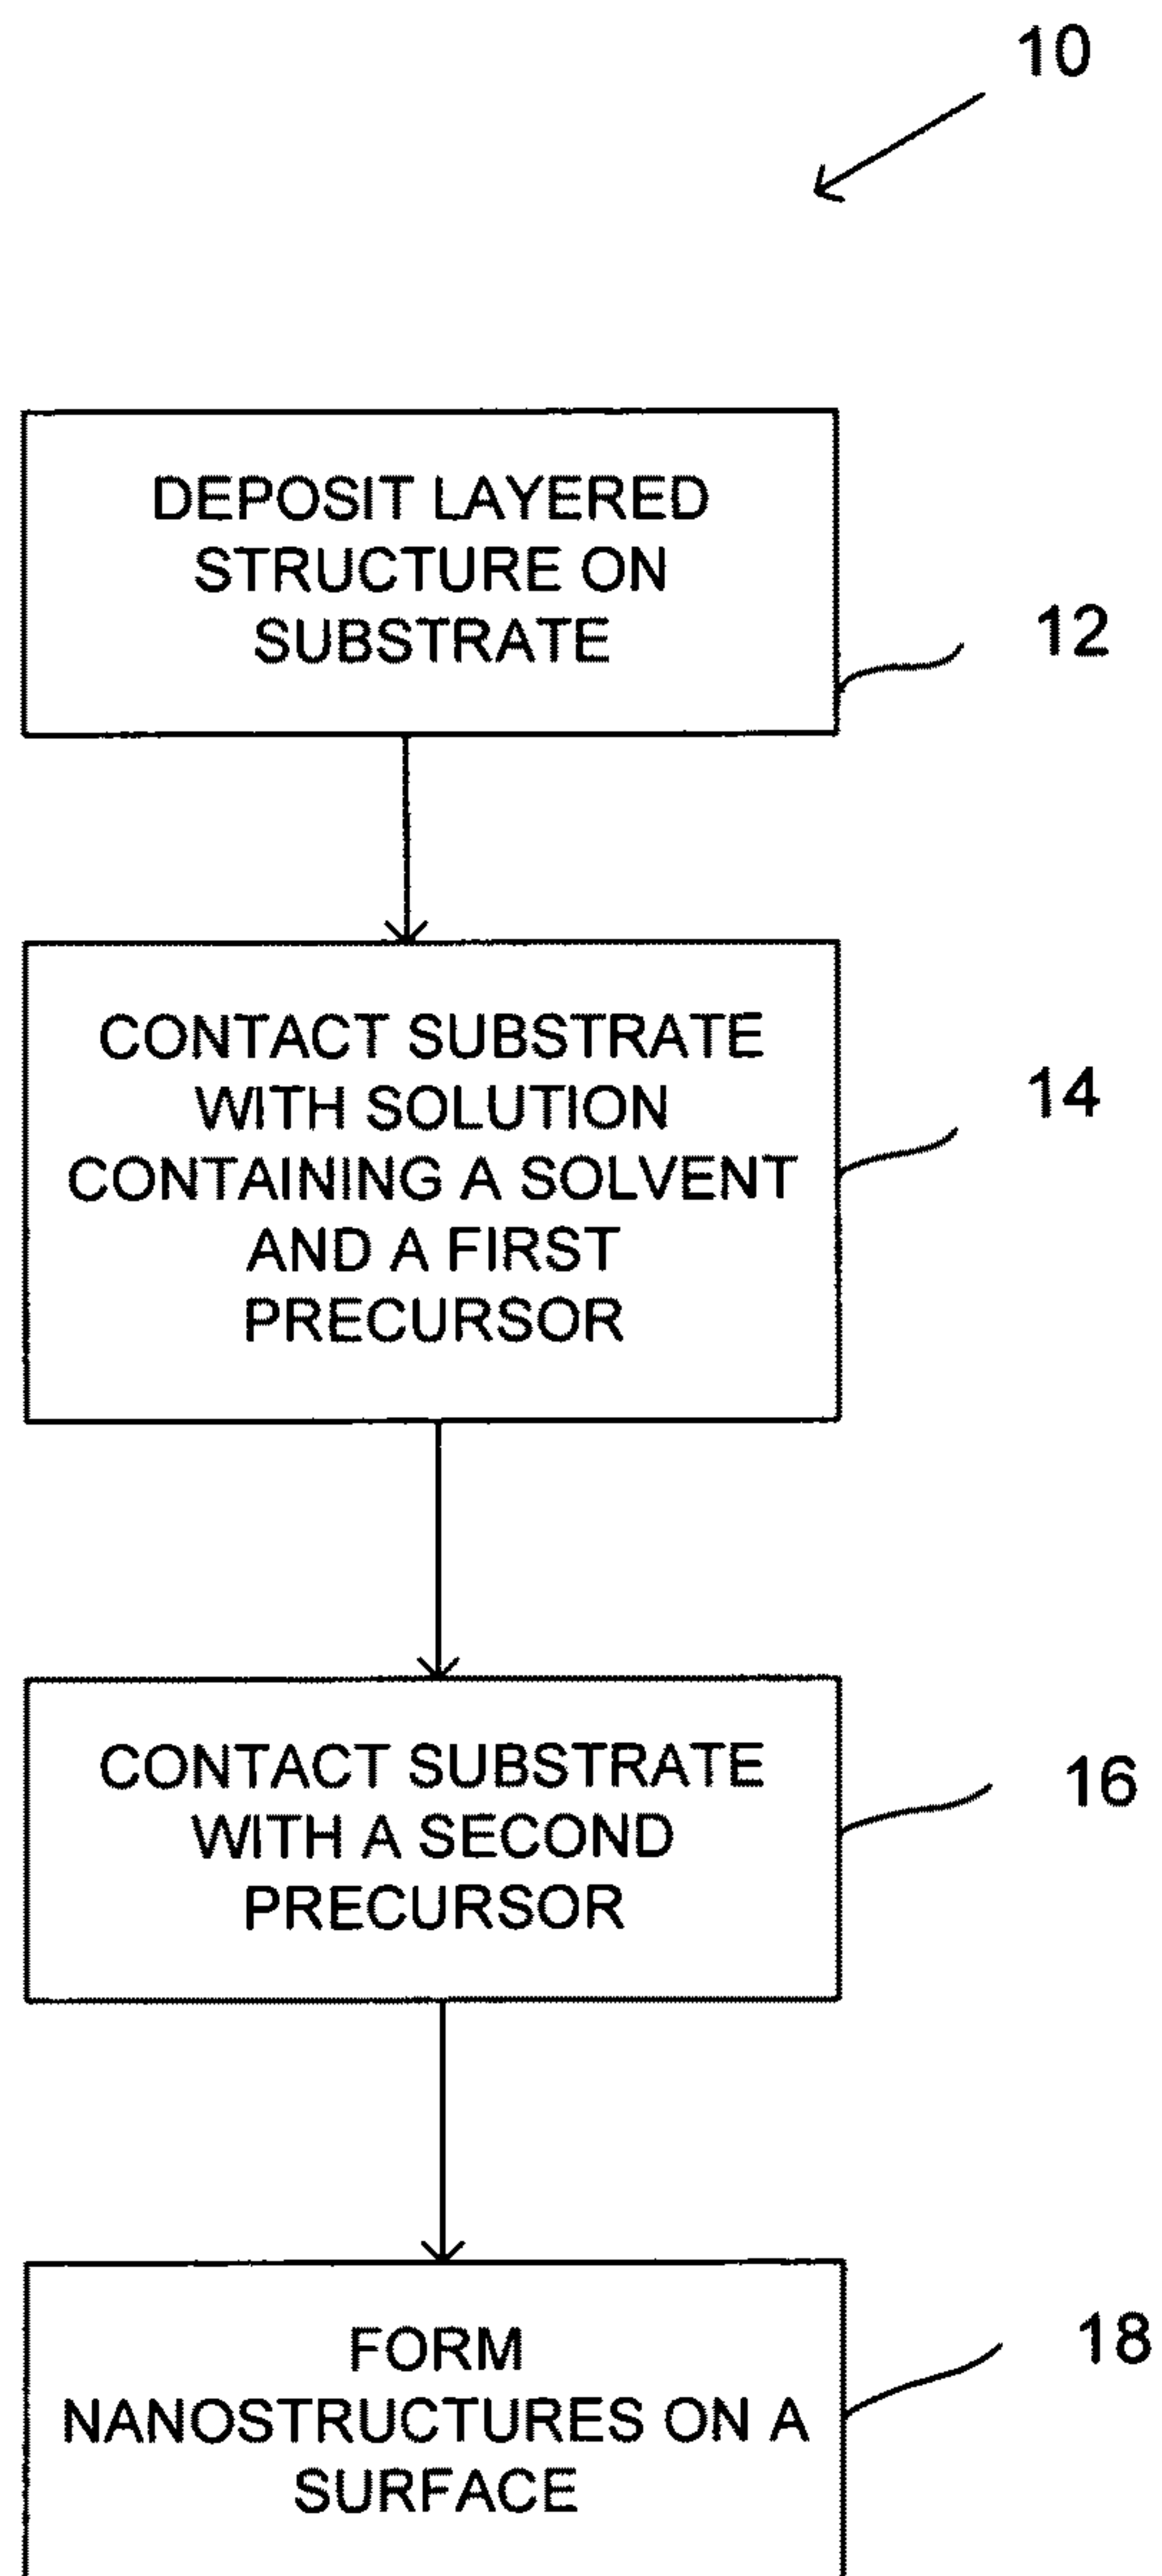 10
DEPOSIT LAYERED
STRUCTURE ON
SUBSTRATE
12
CONTACT SUBSTRATE
WITH SOLUTION
CONTAINING A SOLVENT
AND A FIRST
PRECURSOR
14
CONTACT SUBSTRATE
WITH A SECOND
PRECURSOR
16
FORM
NANOSTRUCTURES ON A
SURFACE
18